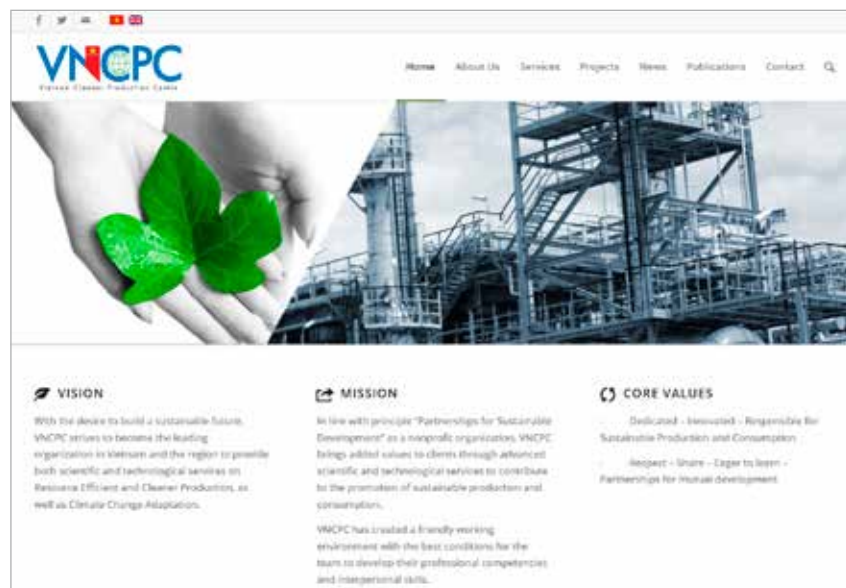 VNCPC
Vietnam Cleaner Production Centre
Home About Us Services Projects News Publications Contact
VISION
With the desire to build a sustainable future,
VNCPC strives to become the leading
organization in Vietnam and the region to provide
both scientific and technological services on
Resource Efficient and Cleaner Production, as
well as Climate Change Adaptation.
MISSION
In line with principle "Partnerships for Sustainable
Development" as a nonprofit organization, VNCPC
brings added values to clients through advanced
scientific and technological services to contribute
to the promotion of sustainable production and
consumption.
VNCPC has created a friendly working
environment with the best conditions for the
team to develop their professional competencies
and interpersonal skills.
CORE VALUES
- Dedicated – Innovated – Responsible for
Sustainable Production and Consumption
- Respect – Share – Eager to learn –
Partnerships for mutual development